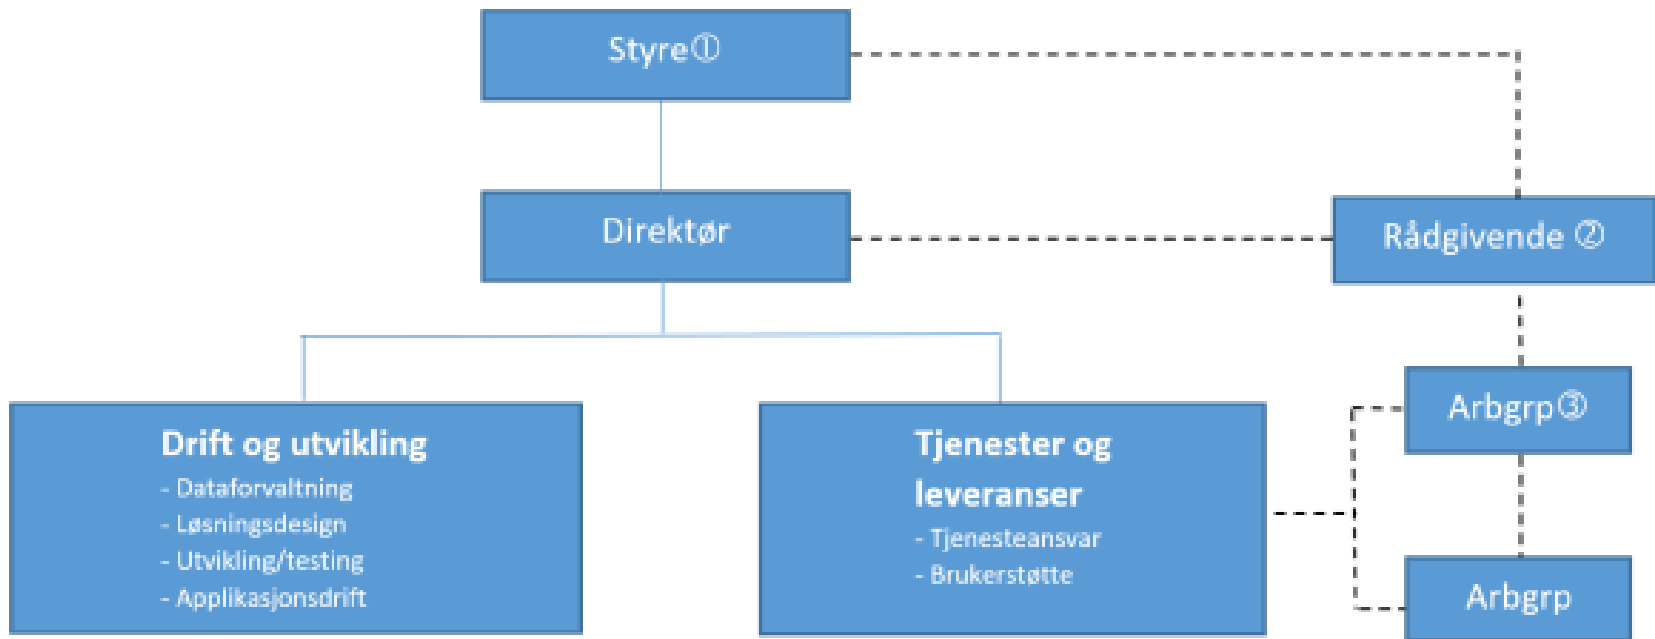 Styre①
Direktør
Rådgivende ②
Arbgrp③
Drift og utvikling
- Dataforvaltning
- Løsningsdesign
- Utvikling/testing
- Applikasjonsdrift
Tjenester og
leveranser
- Tjenesteansvar
- Brukerstøtte
Arbgrp